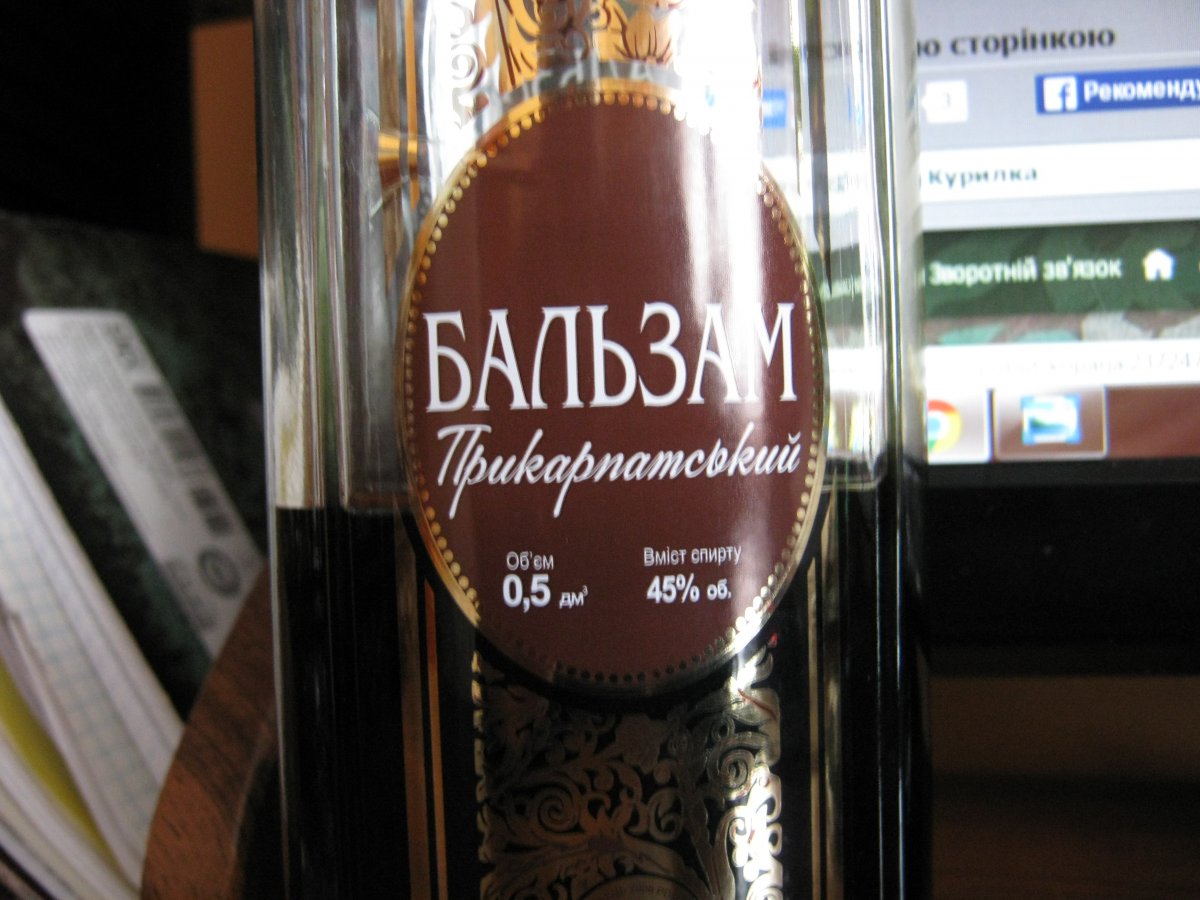 сторінкою
Рекоменду
Курилка
Зворотній зв'язок
БАЛЬЗАМ
Прикарпатський
Об'єм
0,5 дм³
Вміст спирту
45% об.